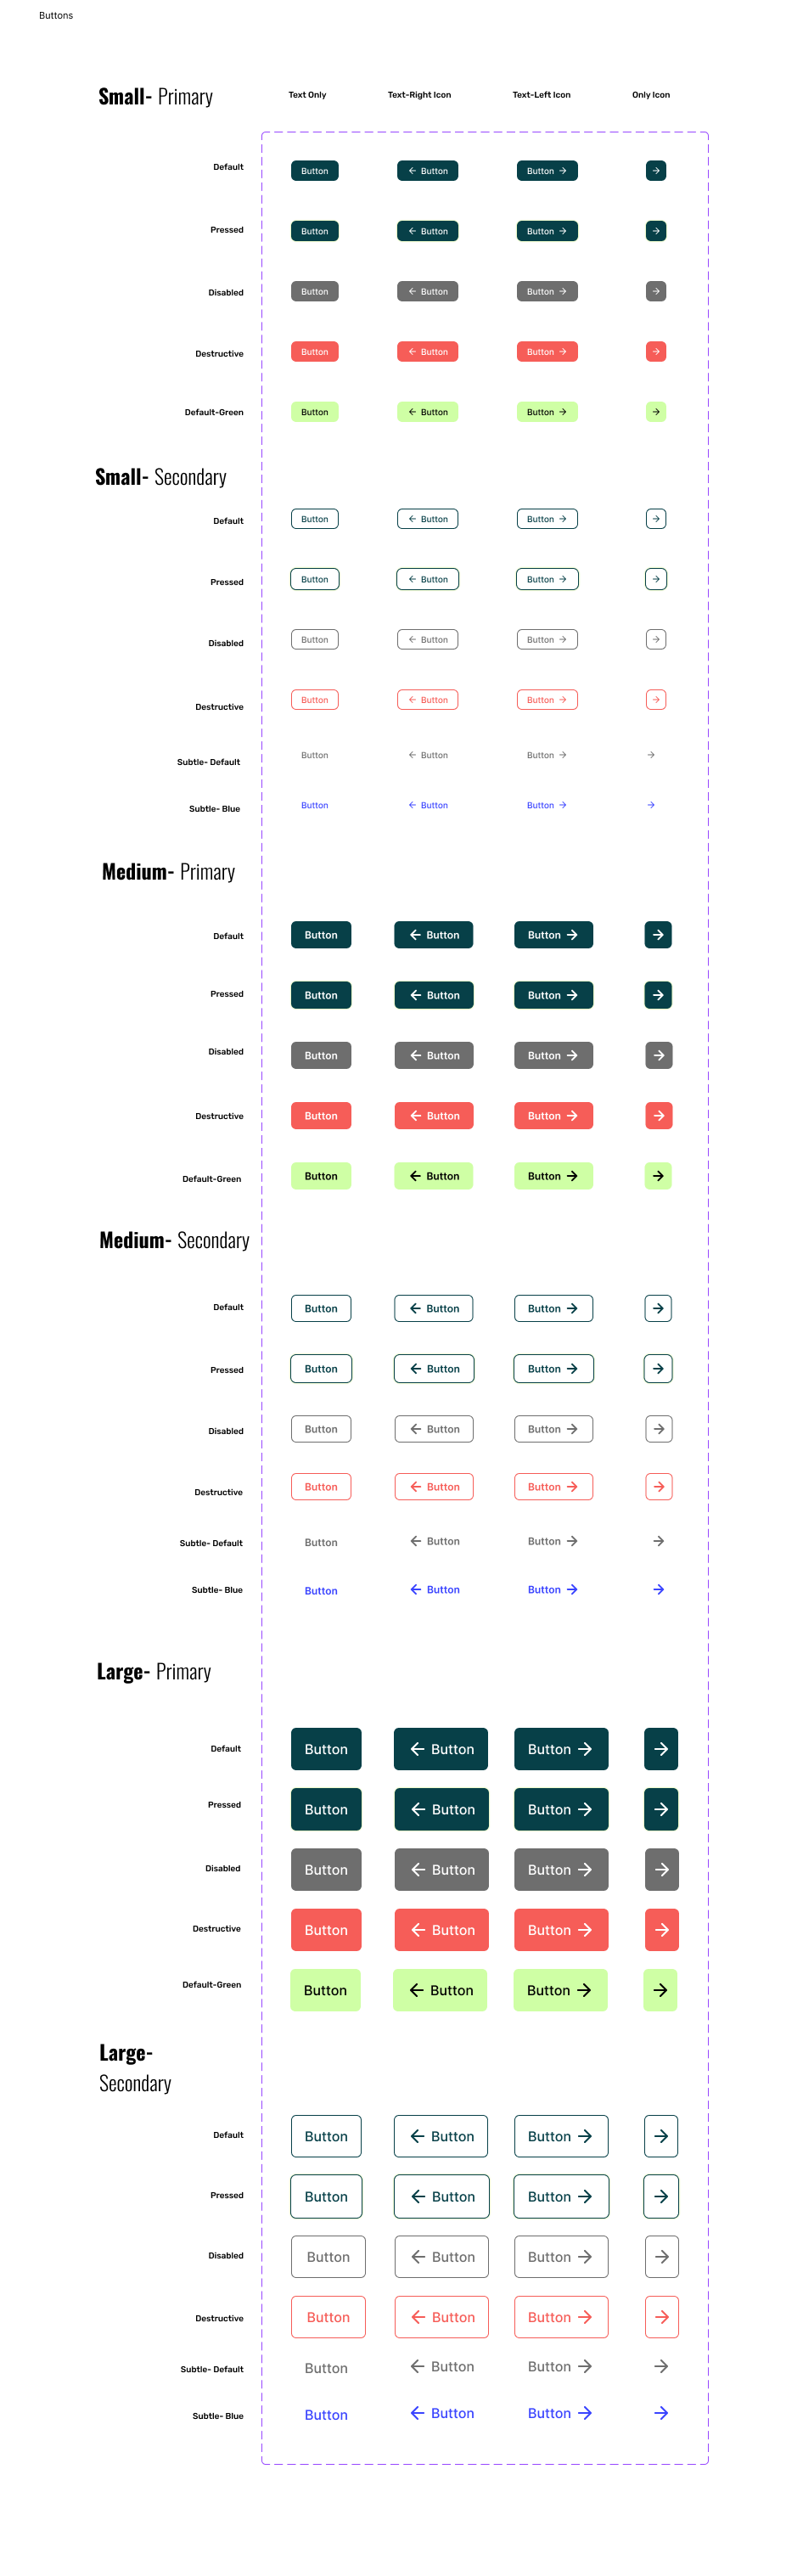 Buttons
Small- Primary
Text Only
Text-Right Icon
Text-Left Icon
Only Icon
Default
Button
Button
Button
Pressed
Button
Button
Button
Disabled
Button
Button
Button
Destructive
Button
Button
Button
Default-Green
Button
Button
Button
Small- Secondary
Default
Button
Button
Button
Pressed
Button
Button
Button
Disabled
Button
Button
Button
Destructive
Button
Button
Button
Subtle- Default
Button
Button
Button
Subtle- Blue
Button
Button
Button
Medium- Primary
Default
Button
Button
Button
Pressed
Button
Button
Button
Disabled
Button
Button
Button
Destructive
Button
Button
Button
Default-Green
Button
Button
Button
Medium- Secondary
Default
Button
Button
Button
Pressed
Button
Button
Button
Disabled
Button
Button
Button
Destructive
Button
Button
Button
Subtle- Default
Button
Button
Button
Subtle- Blue
Button
Button
Button
Large- Primary
Default
Button
Button
Button
Pressed
Button
Button
Button
Disabled
Button
Button
Button
Destructive
Button
Button
Button
Default-Green
Button
Button
Button
Large-
Secondary
Default
Button
Button
Button
Pressed
Button
Button
Button
Disabled
Button
Button
Button
Destructive
Button
Button
Button
Subtle- Default
Button
Button
Button
Subtle- Blue
Button
Button
Button